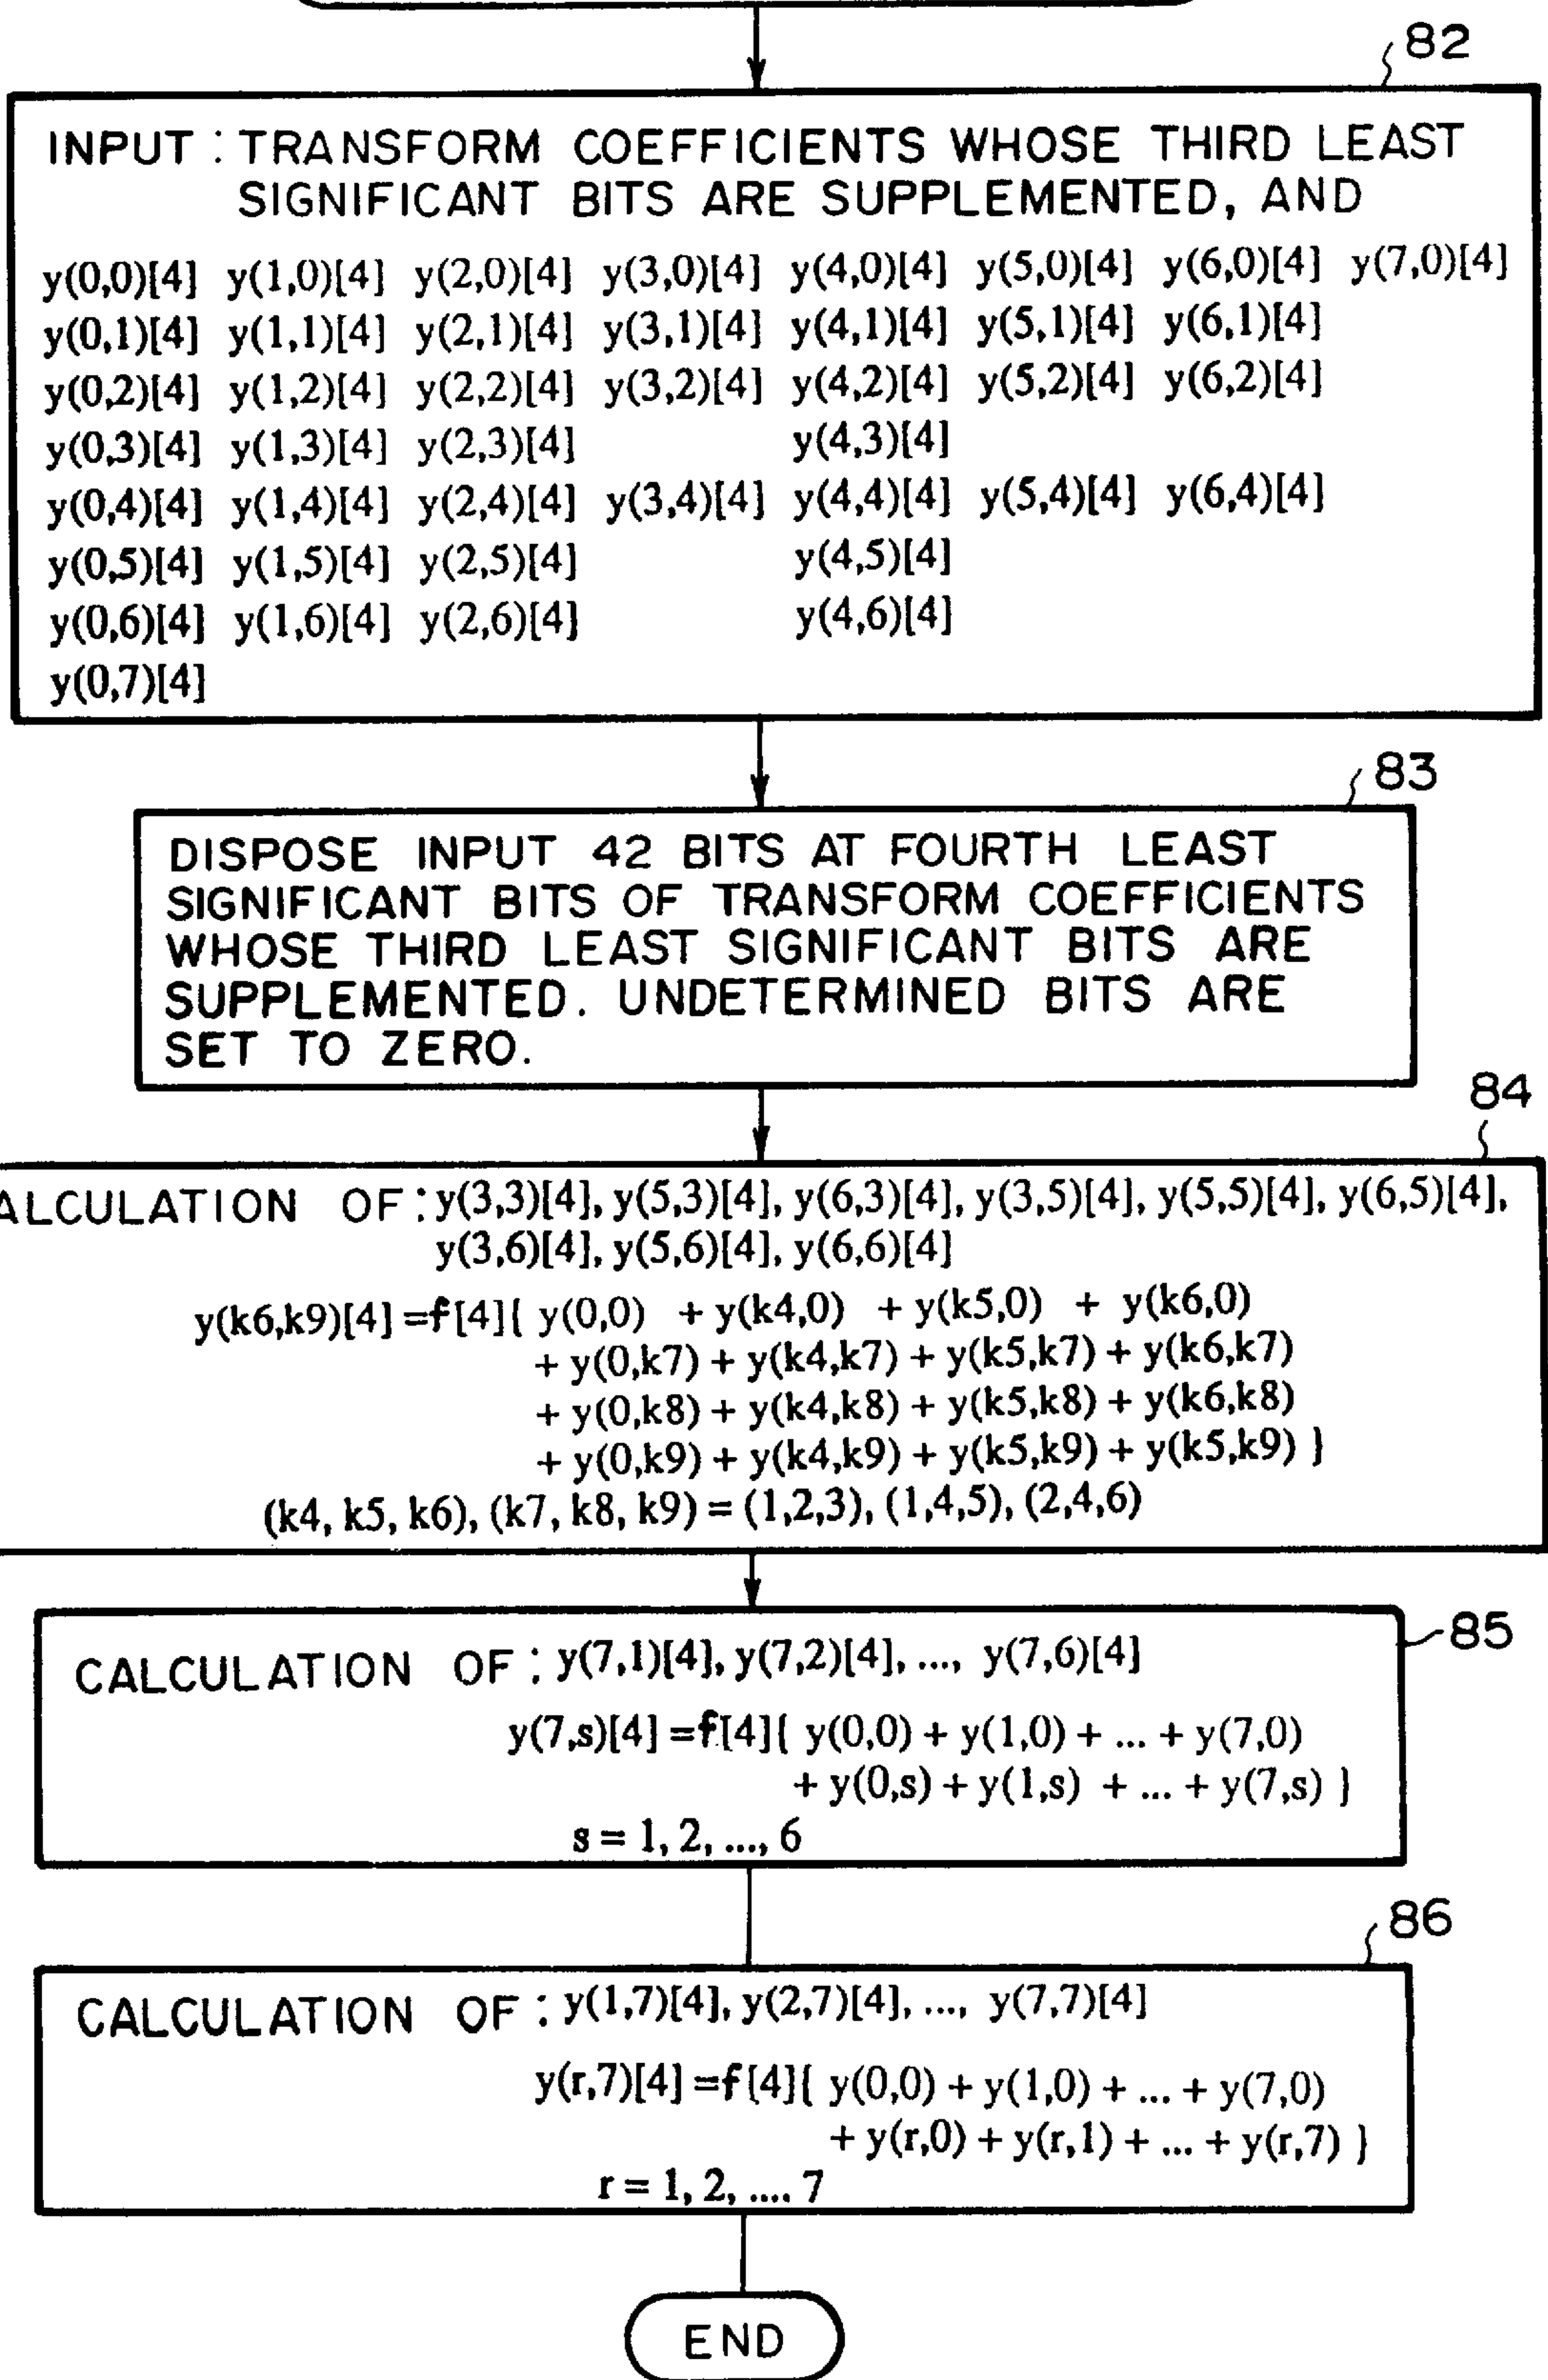 82
INPUT : TRANSFORM COEFFICIENTS WHOSE THIRD LEAST
SIGNIFICANT BITS ARE SUPPLEMENTED, AND
y(0,0)[4] y(1,0)[4] y(2,0)[4] y(3,0)[4] y(4,0)[4] y(5,0)[4] y(6,0)[4] y(7,0)[4]
y(0,1)[4] y(1,1)[4] y(2,1)[4] y(3,1)[4] y(4,1)[4] y(5,1)[4] y(6,1)[4]
y(0,2)[4] y(1,2)[4] y(2,2)[4] y(3,2)[4] y(4,2)[4] y(5,2)[4] y(6,2)[4]
y(0,3)[4] y(1,3)[4] y(2,3)[4] y(4,3)[4]
y(0,4)[4] y(1,4)[4] y(2,4)[4] y(3,4)[4] y(4,4)[4] y(5,4)[4] y(6,4)[4]
y(0,5)[4] y(1,5)[4] y(2,5)[4] y(4,5)[4]
y(0,6)[4] y(1,6)[4] y(2,6)[4] y(4,6)[4]
y(0,7)[4]
83
DISPOSE INPUT 42 BITS AT FOURTH LEAST
SIGNIFICANT BITS OF TRANSFORM COEFFICIENTS
WHOSE THIRD LEAST SIGNIFICANT BITS ARE
SUPPLEMENTED. UNDETERMINED BITS ARE
SET TO ZERO.
84
ALCULATION OF : y(3,3)[4], y(5,3)[4], y(6,3)[4], y(3,5)[4], y(5,5)[4], y(6,5)[4],
y(3,6)[4], y(5,6)[4], y(6,6)[4]
y(k6,k9)[4] =f[4]{ y(0,0) + y(k4,0) + y(k5,0) + y(k6,0)
+ y(0,k7) + y(k4,k7) + y(k5,k7) + y(k6,k7)
+ y(0,k8) + y(k4,k8) + y(k5,k8) + y(k6,k8)
+ y(0,k9) + y(k4,k9) + y(k5,k9) + y(k5,k9) }
(k4, k5, k6), (k7, k8, k9) = (1,2,3), (1,4,5), (2,4,6)
85
CALCULATION OF : y(7,1)[4], y(7,2)[4], ..., y(7,6)[4]
y(7,s)[4] =f[4]{ y(0,0) + y(1,0) + ... + y(7,0)
+ y(0,s) + y(1,s) + ... + y(7,s) }
s = 1, 2, ..., 6
86
CALCULATION OF : y(1,7)[4], y(2,7)[4], ..., y(7,7)[4]
y(r,7)[4] =f[4]{ y(0,0) + y(1,0) + ... + y(7,0)
+ y(r,0) + y(r,1) + ... + y(r,7) }
r = 1, 2, .... 7
END